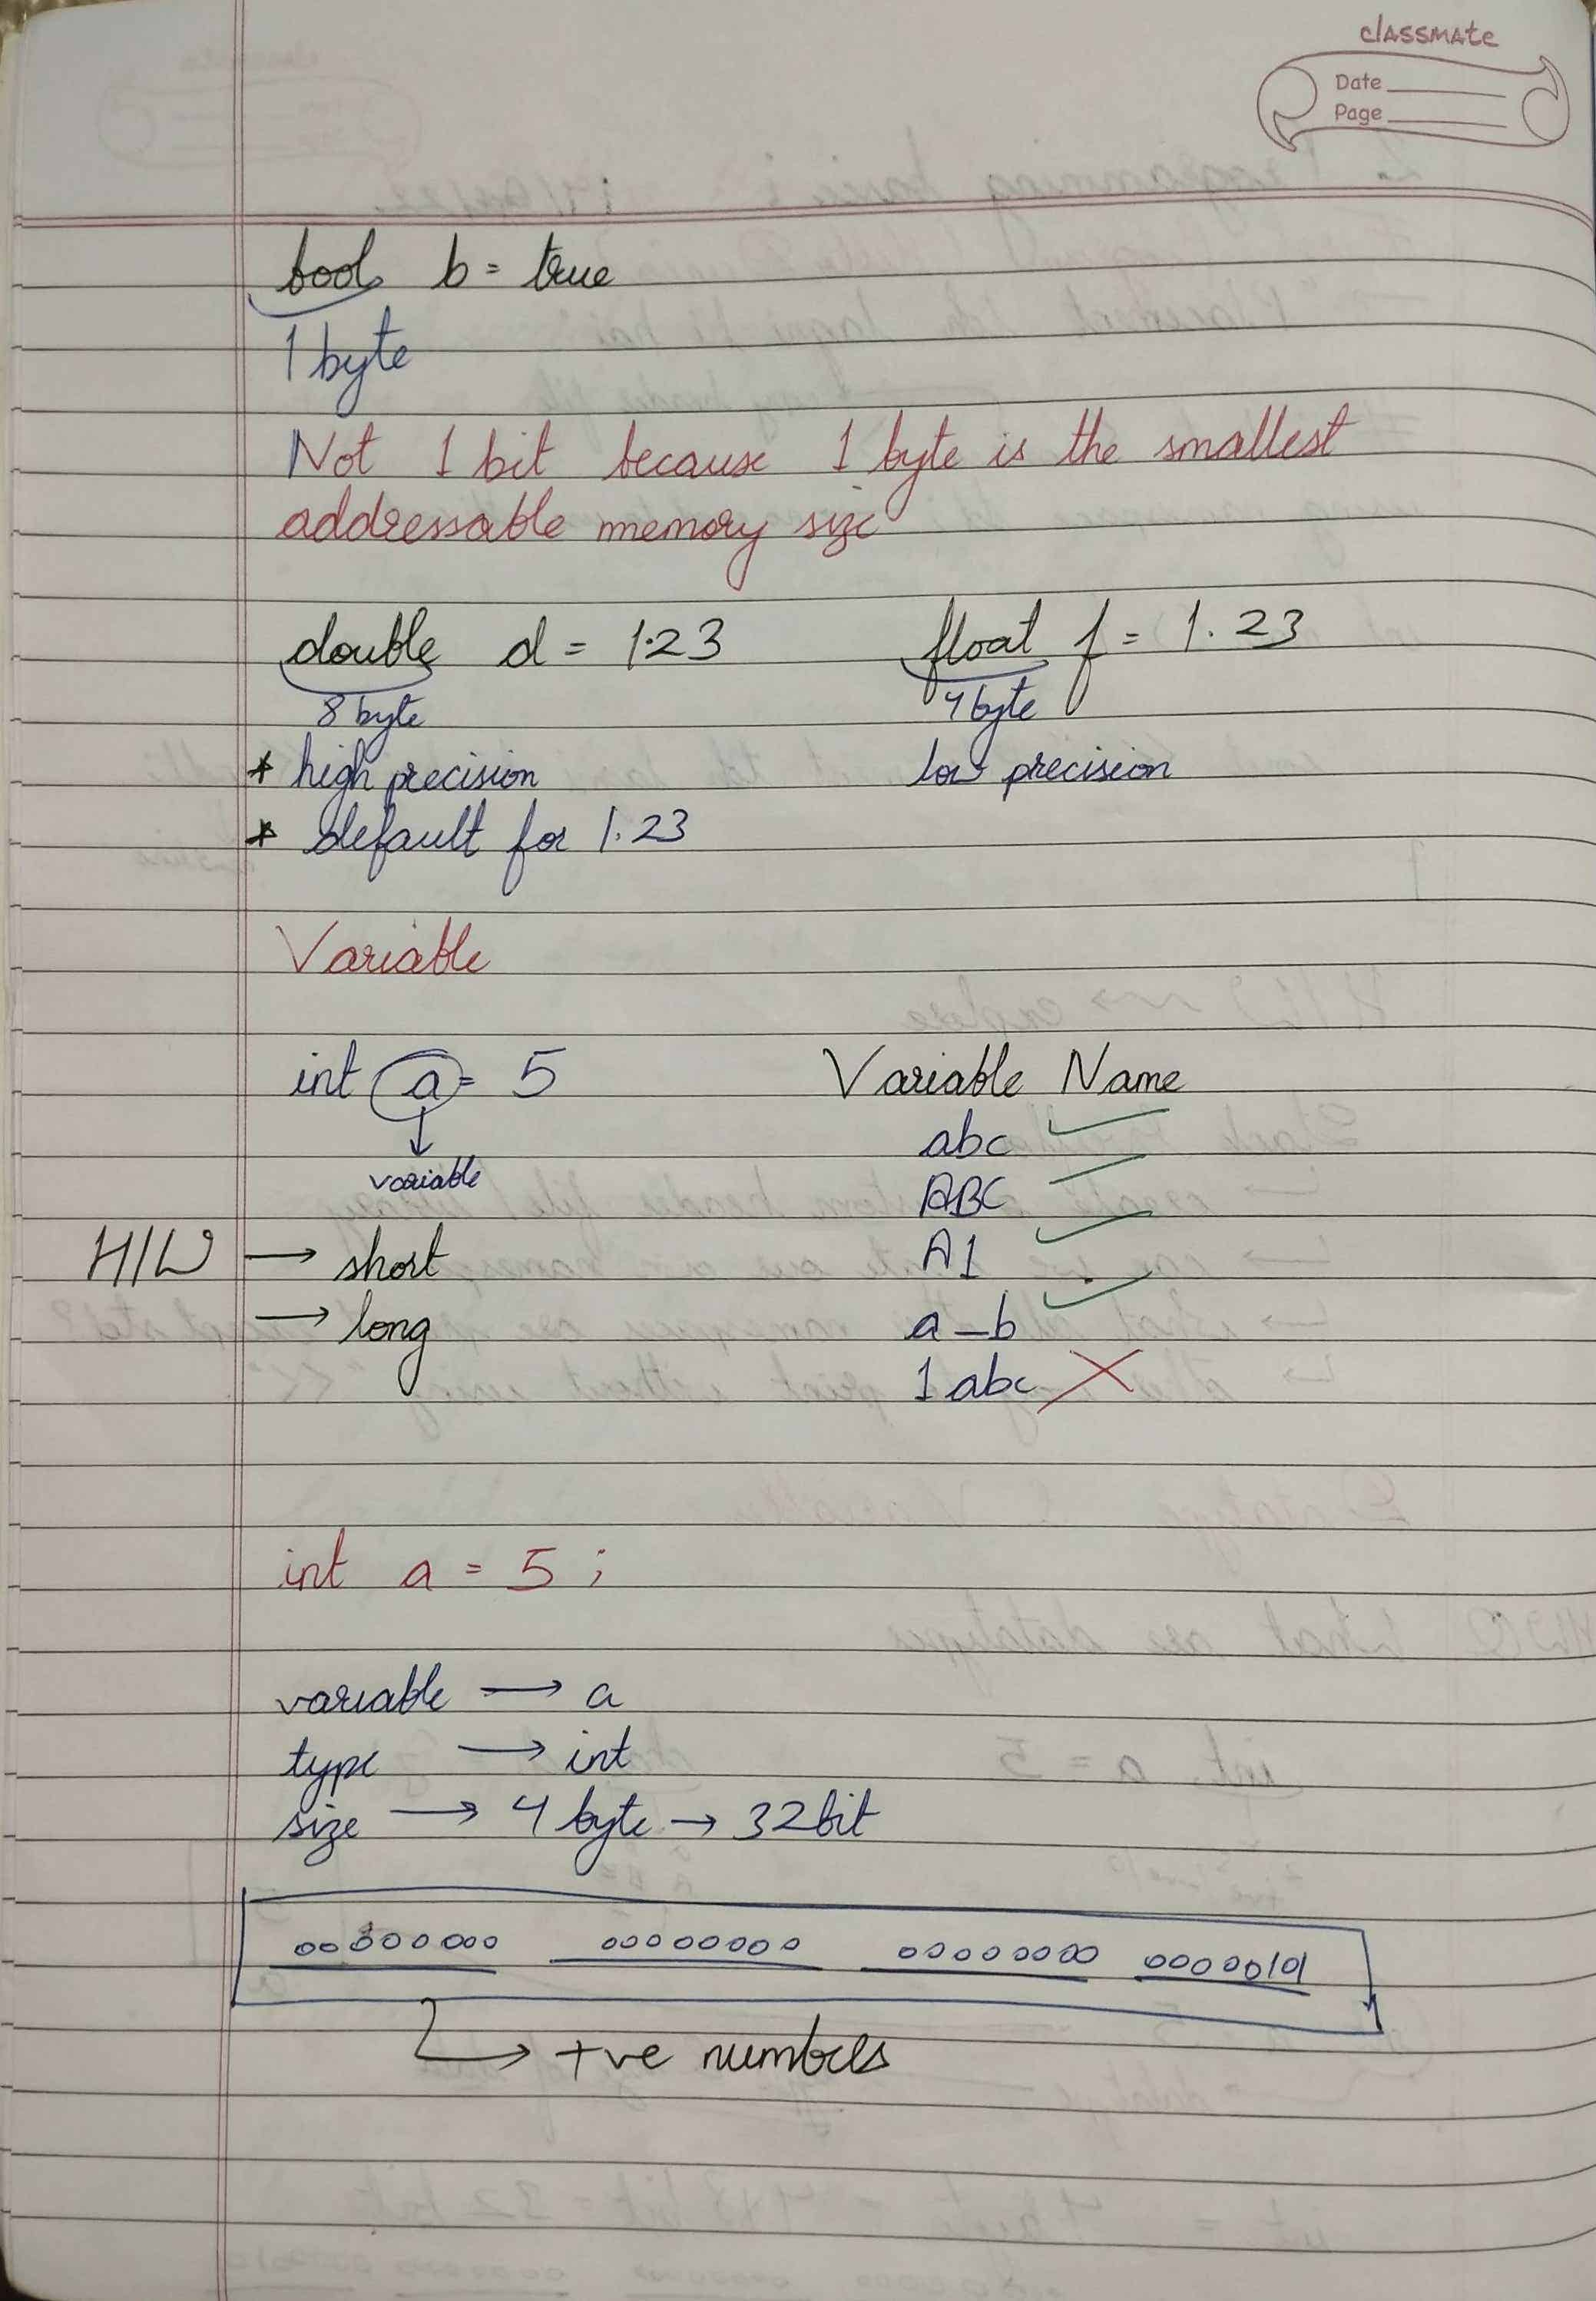 classmate
Date
Page
bool b = true
1 byte
Not 1 bit because 1 byte is the smallest
addressable memory size
double d = 1.23 float f = 1.23
8 byte 4 byte
* high precision low precision
* default for 1.23
Variable
int a = 5 Variable Name
abc ✓
variable ABC ✓
H/W → short A1 ✓
→ long a_b ✓
1abc ✗
int a = 5 ;
variable → a
type → int
size → 4 byte → 32bit
00000000 00000000 00000000 00000101
→ +ve numbers